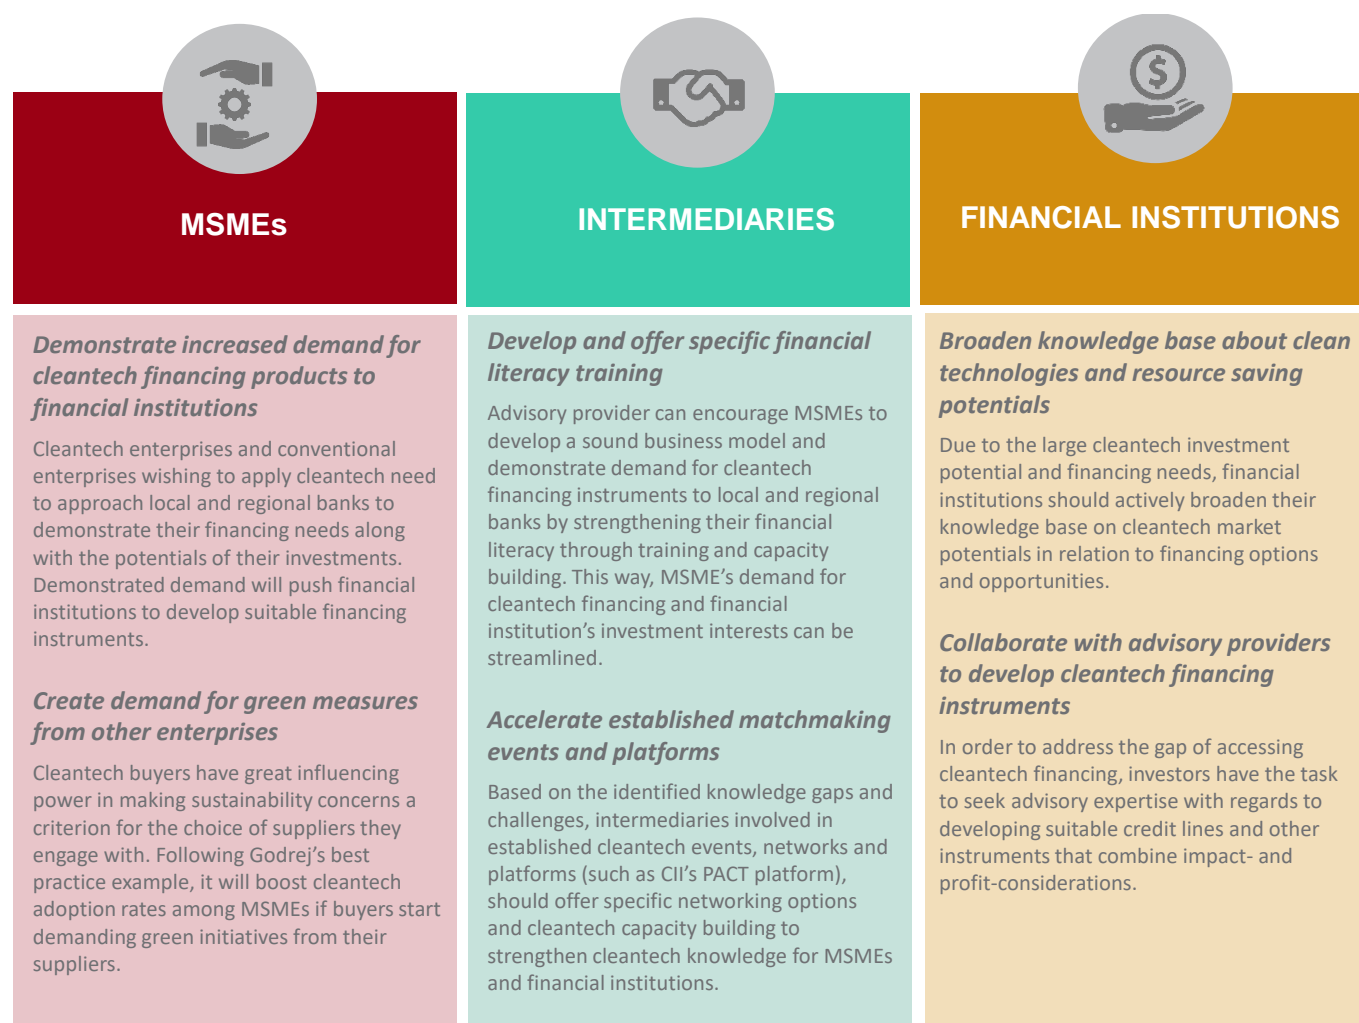 MSMEs
Demonstrate increased demand for
cleantech financing products to
financial institutions
Cleantech enterprises and conventional
enterprises wishing to apply cleantech need
to approach local and regional banks to
demonstrate their financing needs along
with the potentials of their investments.
Demonstrated demand will push financial
institutions to develop suitable financing
instruments.
Create demand for green measures
from other enterprises
Cleantech buyers have great influencing
power in making sustainability concerns a
criterion for the choice of suppliers they
engage with. Following Godrej’s best
practice example, it will boost cleantech
adoption rates among MSMEs if buyers start
demanding green initiatives from their
suppliers.
INTERMEDIARIES
Develop and offer specific financial
literacy training
Advisory provider can encourage MSMEs to
develop a sound business model and
demonstrate demand for cleantech
financing instruments to local and regional
banks by strengthening their financial
literacy through training and capacity
building. This way, MSME’s demand for
cleantech financing and financial
institution’s investment interests can be
streamlined.
Accelerate established matchmaking
events and platforms
Based on the identified knowledge gaps and
challenges, intermediaries involved in
established cleantech events, networks and
platforms (such as CII’s PACT platform),
should offer specific networking options
and cleantech capacity building to
strengthen cleantech knowledge for MSMEs
and financial institutions.
FINANCIAL INSTITUTIONS
Broaden knowledge base about clean
technologies and resource saving
potentials
Due to the large cleantech investment
potential and financing needs, financial
institutions should actively broaden their
knowledge base on cleantech market
potentials in relation to financing options
and opportunities.
Collaborate with advisory providers
to develop cleantech financing
instruments
In order to address the gap of accessing
cleantech financing, investors have the task
to seek advisory expertise with regards to
developing suitable credit lines and other
instruments that combine impact- and
profit-considerations.